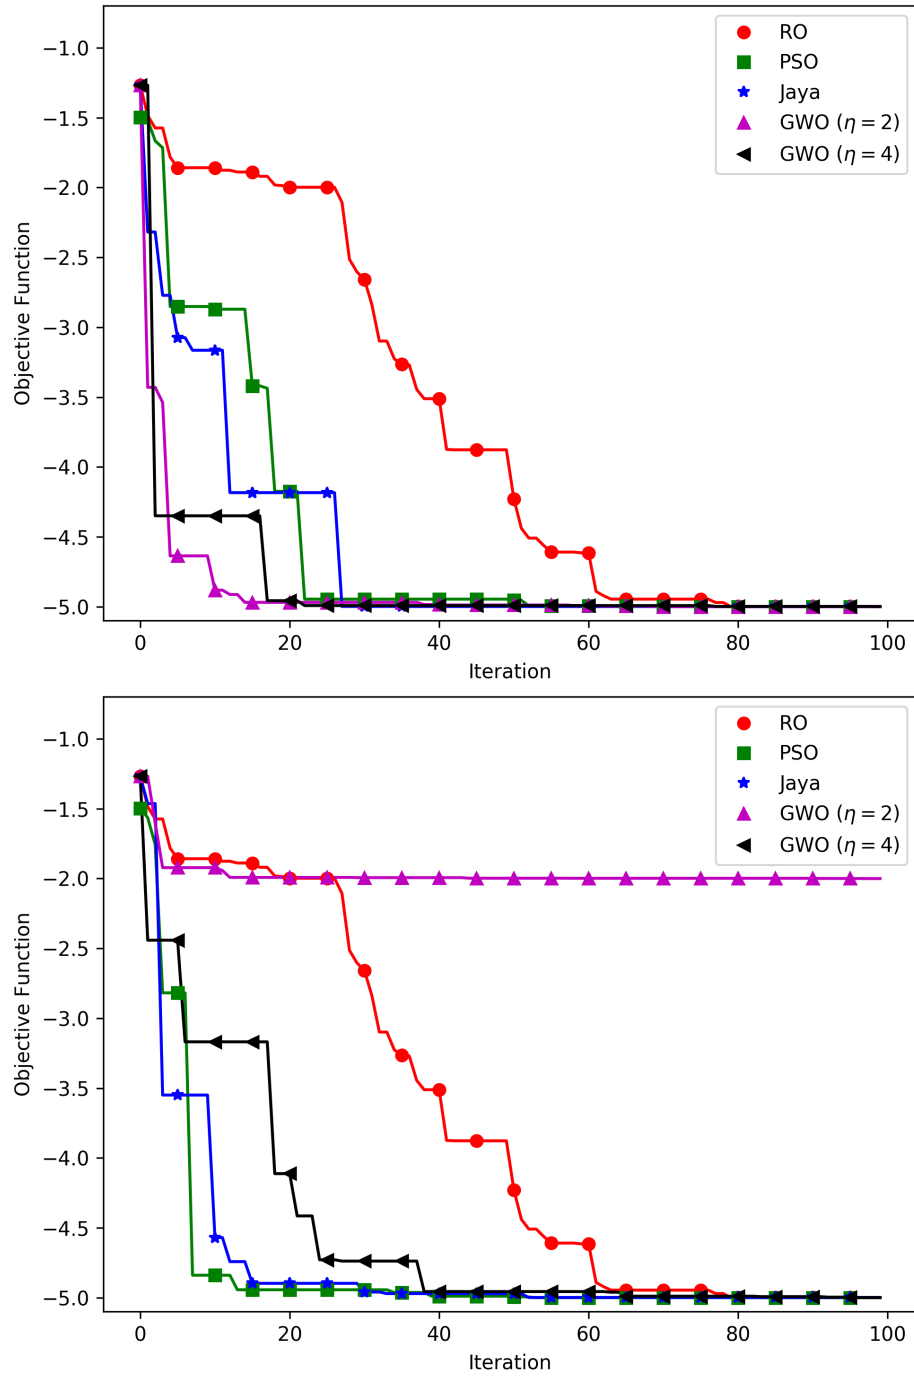 −1.0
−1.5
−2.0
−2.5
−3.0
−3.5
−4.0
−4.5
−5.0
Objective Function
0
20
40
60
80
100
Iteration
RO
PSO
Jaya
GWO (η = 2)
GWO (η = 4)
−1.0
−1.5
−2.0
−2.5
−3.0
−3.5
−4.0
−4.5
−5.0
Objective Function
0
20
40
60
80
100
Iteration
RO
PSO
Jaya
GWO (η = 2)
GWO (η = 4)